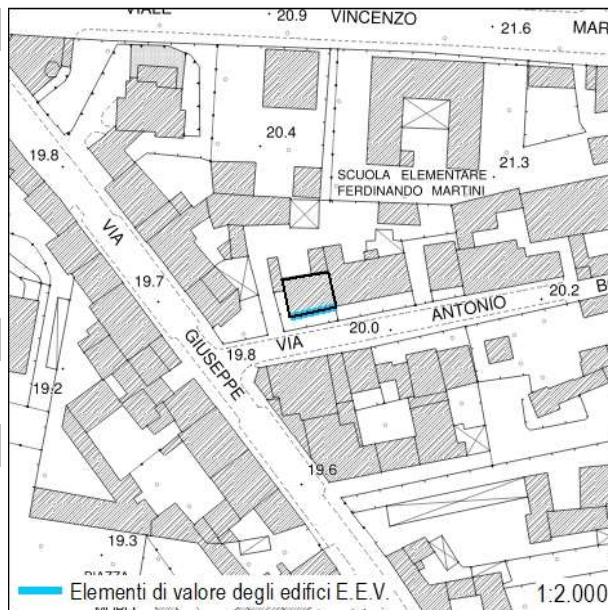 VIALE 20.9 VINCENZO 21.6 MAR
19.8
20.4
21.3
SCUOLA ELEMENTARE
FERDINANDO MARTINI
VIA
19.7
20.2
ANTONIO
GIUSEPPE
20.0
VIA
19.8
19.2
19.6
19.3
PIAZZA
Elementi di valore degli edifici E.E.V. 1:2.000